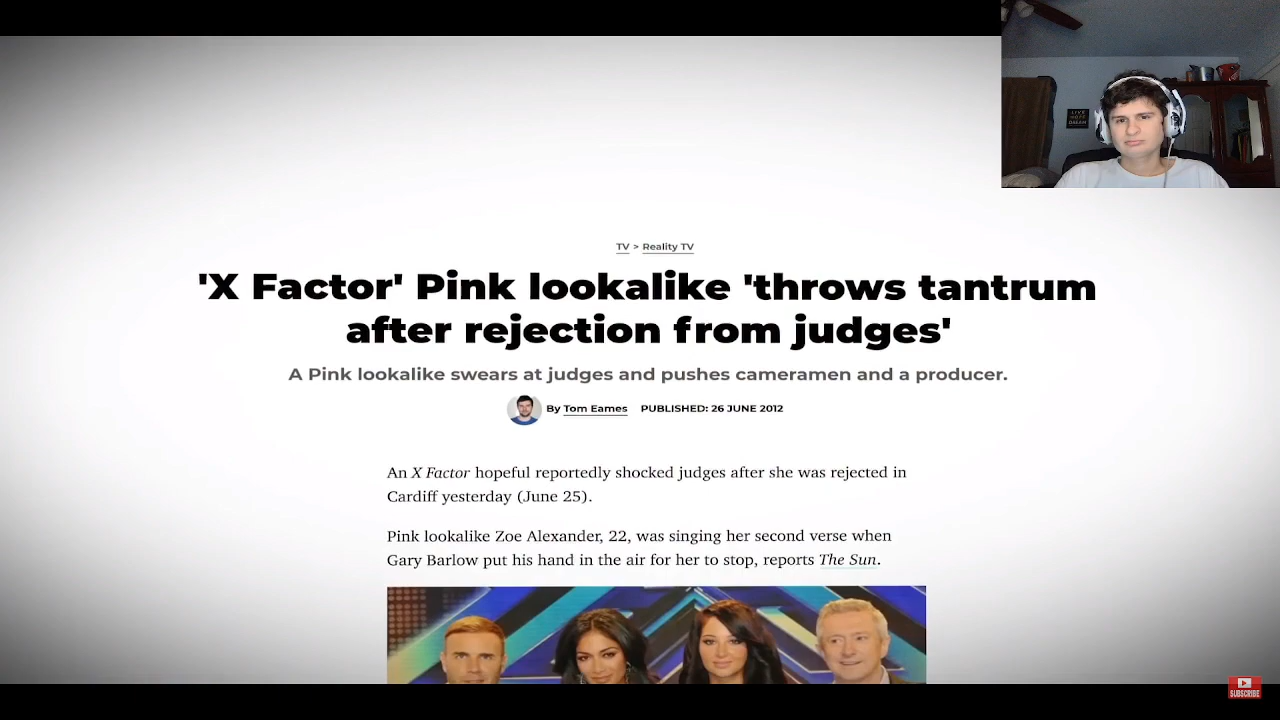 LIVE
HOPE
DREAM
TV > Reality TV
'X Factor' Pink lookalike 'throws tantrum
after rejection from judges'
A Pink lookalike swears at judges and pushes cameramen and a producer.
By Tom Eames PUBLISHED: 26 JUNE 2012
An X Factor hopeful reportedly shocked judges after she was rejected in
Cardiff yesterday (June 25).
Pink lookalike Zoe Alexander, 22, was singing her second verse when
Gary Barlow put his hand in the air for her to stop, reports The Sun.
SUBSCRIBE